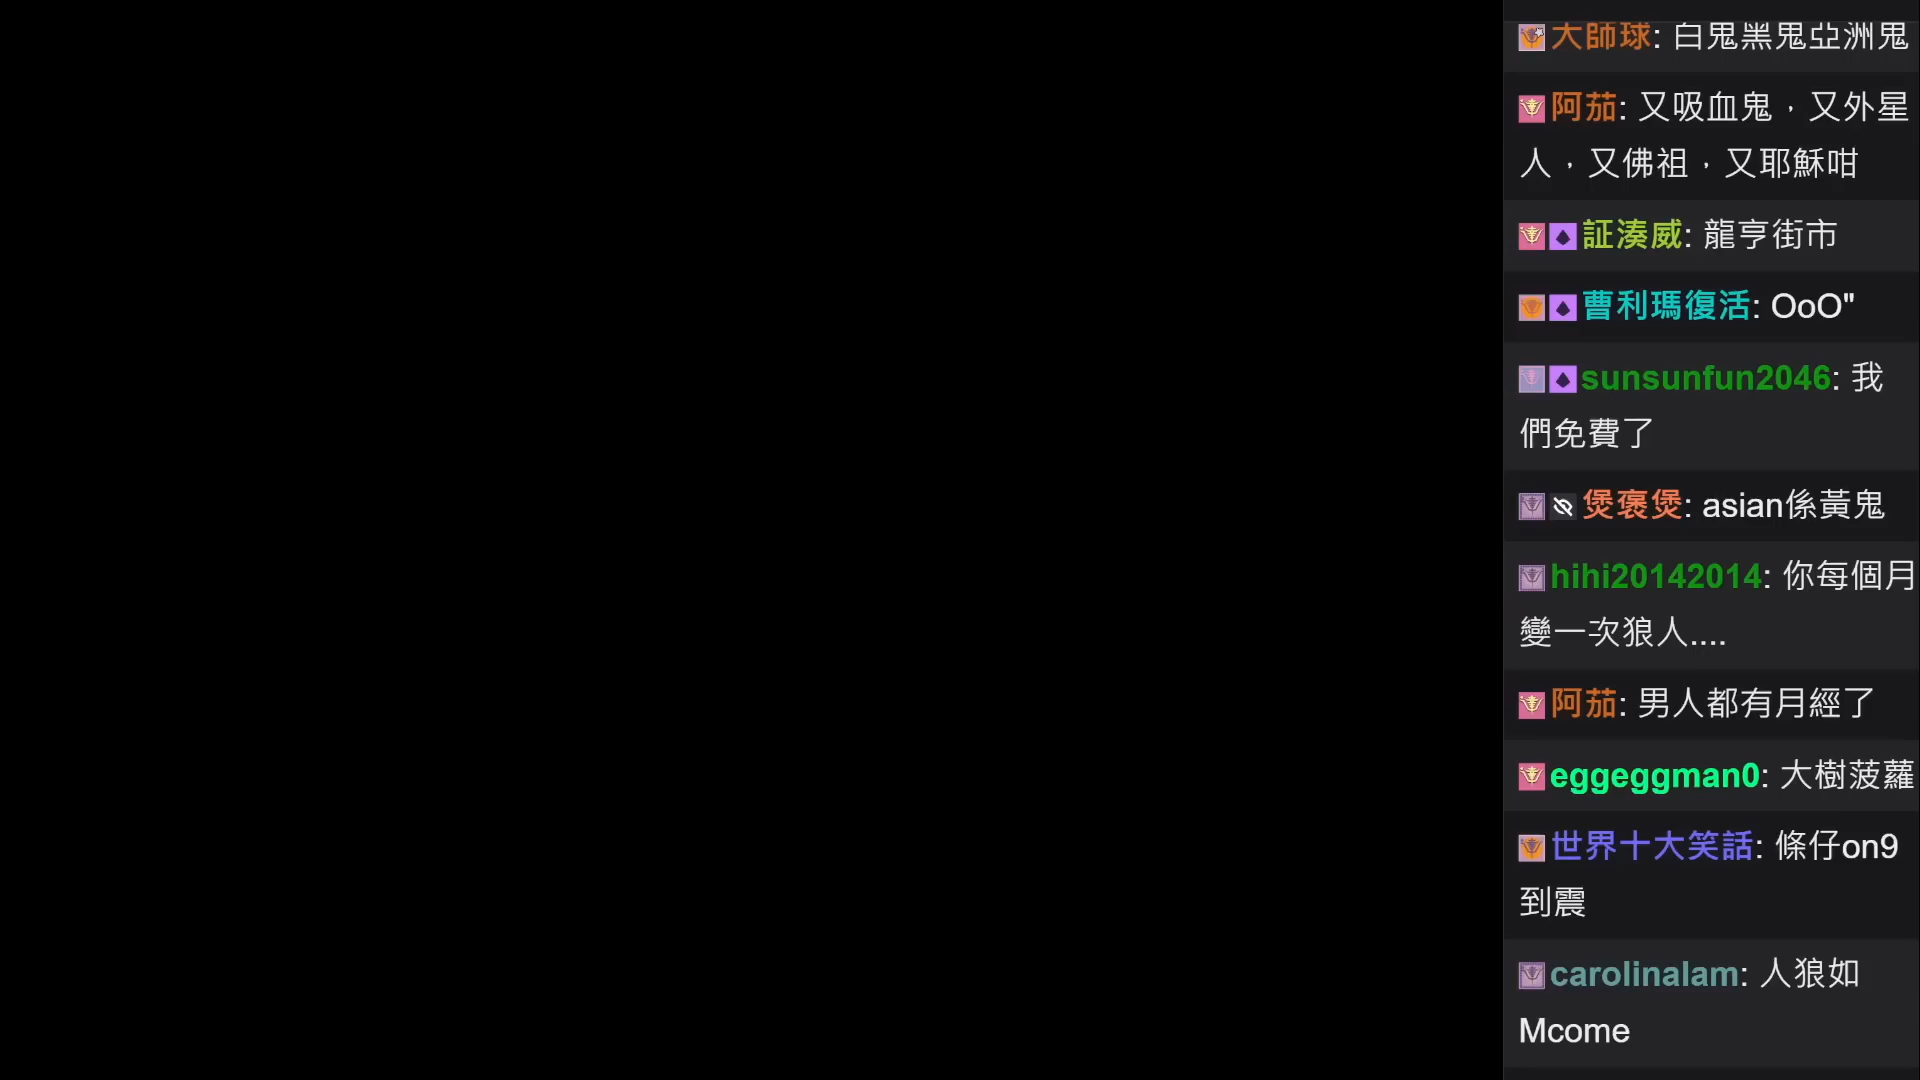 大師球: 白鬼黑鬼亞洲鬼
阿茄: 又吸血鬼，又外星
人，又佛祖，又耶穌咁
証湊威: 龍亨街市
曹利瑪復活: OoO"
sunsunfun2046: 我
們免費了
煲褒煲: asian係黃鬼
hihi20142014: 你每個月
變一次狼人....
阿茄: 男人都有月經了
eggeggman0: 大樹菠蘿
世界十大笑話: 條仔on9
到震
carolinalam: 人狼如
Mcome